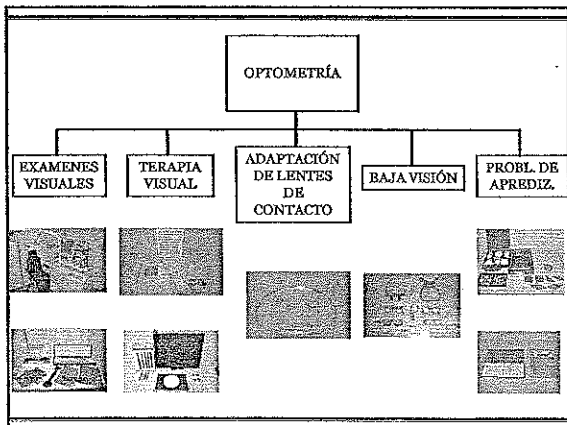 OPTOMETRÍA
EXAMENES
VISUALES
TERAPIA
VISUAL
ADAPTACIÓN
DE LENTES
DE
CONTACTO
BAJA VISIÓN
PROBL. DE
APREDIZ.